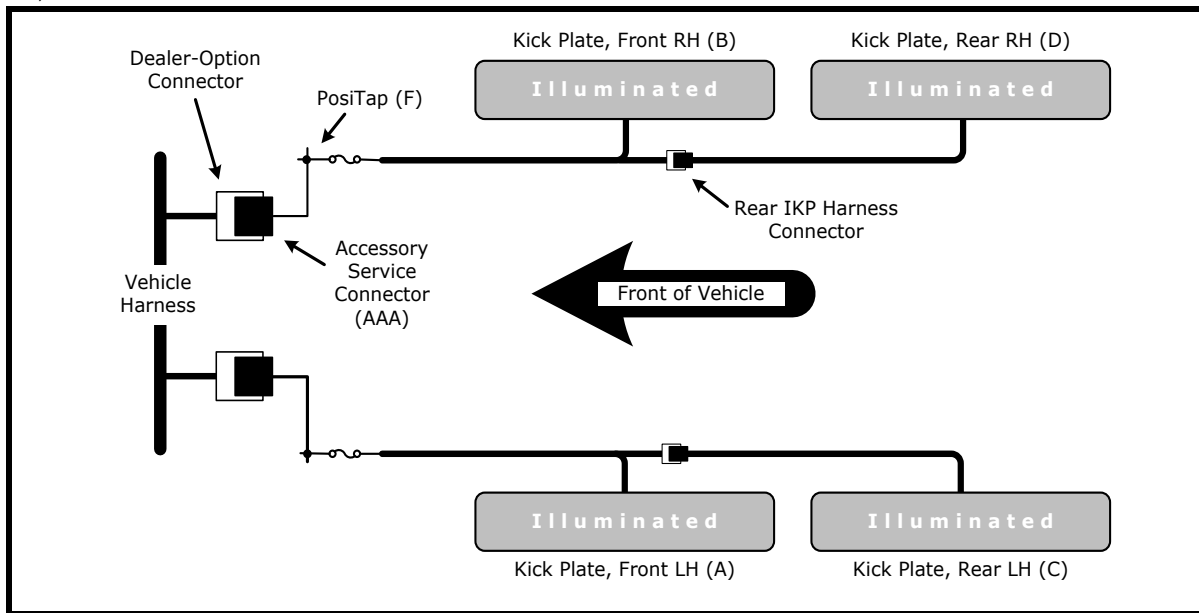 Kick Plate, Front RH (B)
Kick Plate, Rear RH (D)
Dealer-Option
Connector
Illuminated
Illuminated
PosiTap (F)
Rear IKP Harness
Connector
Accessory
Service
Connector
(AAA)
Vehicle
Harness
Front of Vehicle
Illuminated
Illuminated
Kick Plate, Front LH (A)
Kick Plate, Rear LH (C)